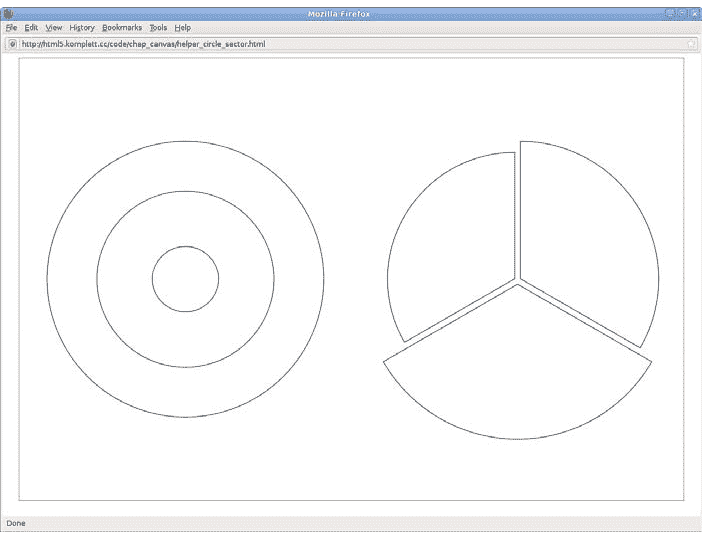 Mozilla Firefox
File Edit View History Bookmarks Tools Help
http://html5.komplett.cc/code/chap_canvas/helper_circle_sector.html
Done